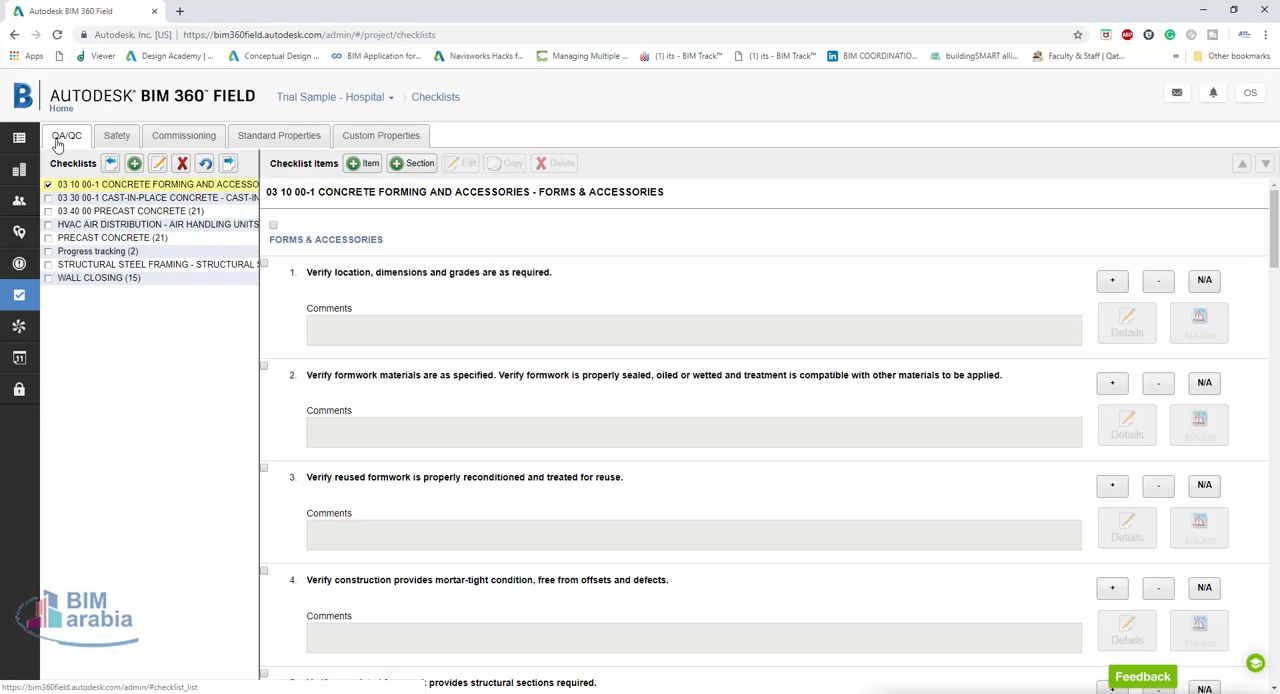 Autodesk BIM 360 Field
Autodesk, Inc. [US] | https://bim360field.autodesk.com/admin/#/project/checklists
Apps Viewer Design Academy |... Conceptual Design ... BIM Application for... Navisworks Hacks f... Managing Multiple ... (1) its - BIM Track™ (1) its - BIM Track™ BIM COORDINATIO... buildingSMART alli... Faculty & Staff | Qat... » Other bookmarks
AUTODESK® BIM 360™ FIELD Trial Sample - Hospital Checklists OS
Home
QA/QC Safety Commissioning Standard Properties Custom Properties
Checklists Checklist Items Item Section Edit Copy Delete
03 10 00-1 CONCRETE FORMING AND ACCESSO
03 30 00-1 CAST-IN-PLACE CONCRETE - CAST-IN
03 40 00 PRECAST CONCRETE (21)
HVAC AIR DISTRIBUTION - AIR HANDLING UNITS
PRECAST CONCRETE (21)
Progress tracking (2)
STRUCTURAL STEEL FRAMING - STRUCTURAL S
WALL CLOSING (15)
03 10 00-1 CONCRETE FORMING AND ACCESSORIES - FORMS & ACCESSORIES
FORMS & ACCESSORIES
1. Verify location, dimensions and grades are as required.
+ - N/A
Comments
Details Issues
2. Verify formwork materials are as specified. Verify formwork is properly sealed, oiled or wetted and treatment is compatible with other materials to be applied.
+ - N/A
Comments
Details Issues
3. Verify reused formwork is properly reconditioned and treated for reuse.
+ - N/A
Comments
Details Issues
4. Verify construction provides mortar-tight condition, free from offsets and defects.
+ - N/A
Comments
Details Issues
provides structural sections required.
+ - N/A
11
BIM
arabia
Feedback
https://bim360field.autodesk.com/admin/#checklist_list